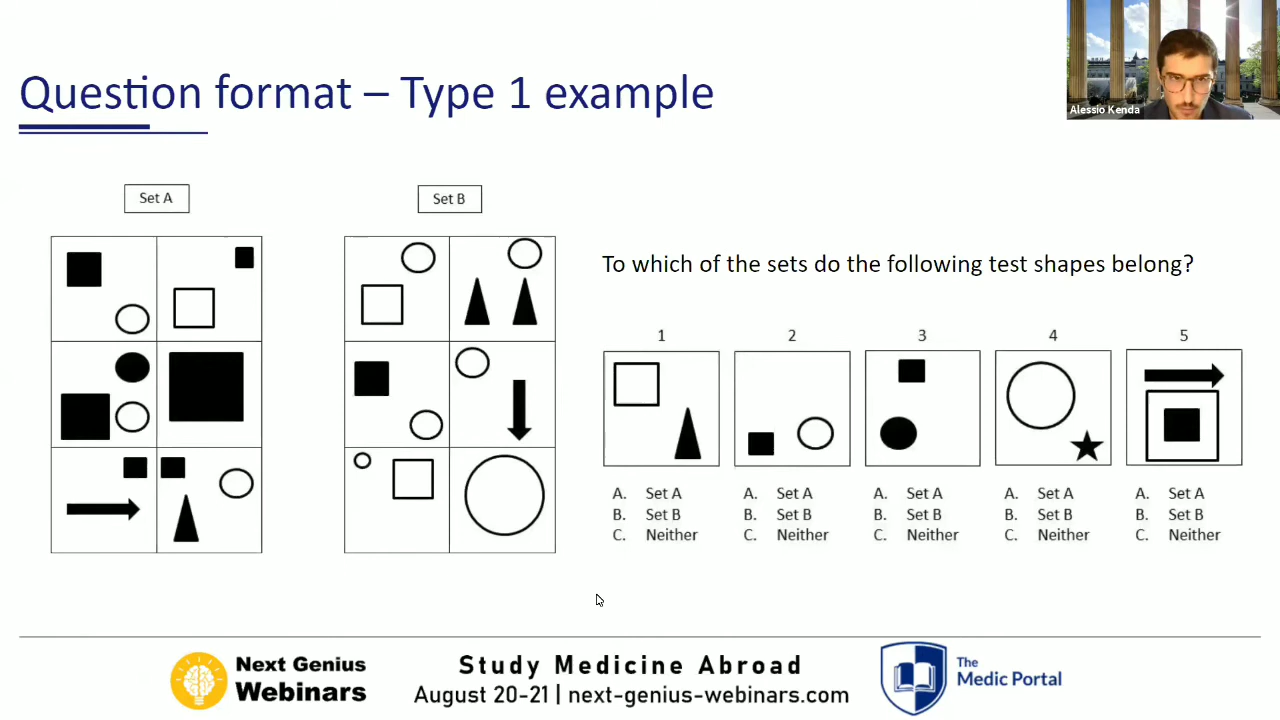 Question format – Type 1 example
Alessio Kenda
Set A
Set B
To which of the sets do the following test shapes belong?
1
2
3
4
5
A. Set A
B. Set B
C. Neither
A. Set A
B. Set B
C. Neither
A. Set A
B. Set B
C. Neither
A. Set A
B. Set B
C. Neither
A. Set A
B. Set B
C. Neither
Next Genius
Webinars
Study Medicine Abroad
August 20-21 | next-genius-webinars.com
The
Medic Portal